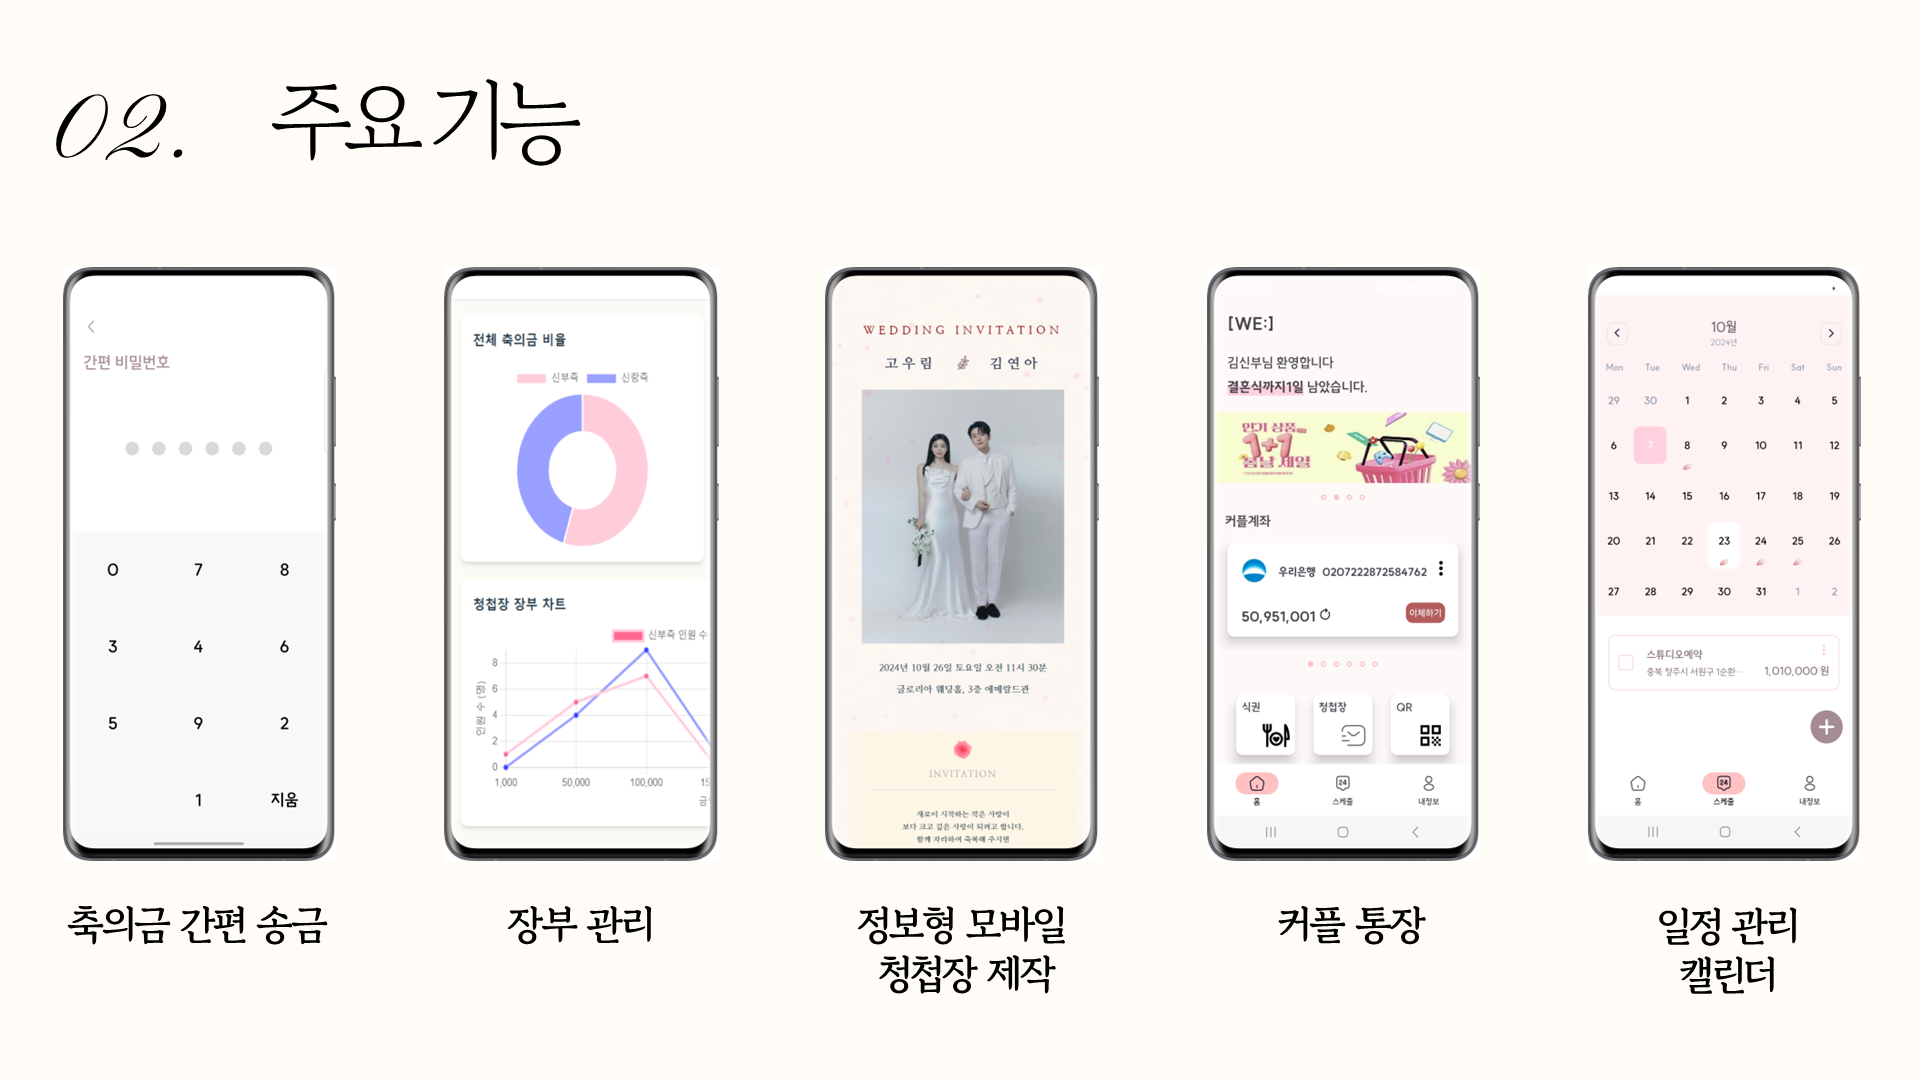 02. 주요기능
간편 비밀번호
0 7 8
3 4 6
5 9 2
1 지움
축의금 간편 송금
전체 축의금 비율
신부측 신랑측
청첩장 장부 차트
신부측 인원 수
인원 수 (명)
8
6
4
2
0
1,000 50,000 100,000 15
금
장부 관리
WEDDING INVITATION
고우림 김연아
2024년 10월 26일 토요일 오전 11시 30분
글로리아 웨딩홀, 3층 에메랄드관
INVITATION
새로이 시작하는 작은 사랑이
보다 크고 깊은 사랑이 되려고 합니다.
함께 자리하여 축복해 주시면
정보형 모바일
청첩장 제작
[WE:]
김신부님 환영합니다
결혼식까지1일 남았습니다.
인기 상품
1+1
봄날 세일
커플계좌
우리은행 0207222872584762
50,951,001
이체하기
식권 청첩장 QR
24
홈 스케줄 내정보
커플 통장
10월
2024년
Mon Tue Wed Thu Fri Sat Sun
29 30 1 2 3 4 5
6 7 8 9 10 11 12
13 14 15 16 17 18 19
20 21 22 23 24 25 26
27 28 29 30 31 1 2
스튜디오예약
충북 청주시 서원구 1순환··· 1,010,000 원
24
홈 스케줄 내정보
일정 관리
캘린더